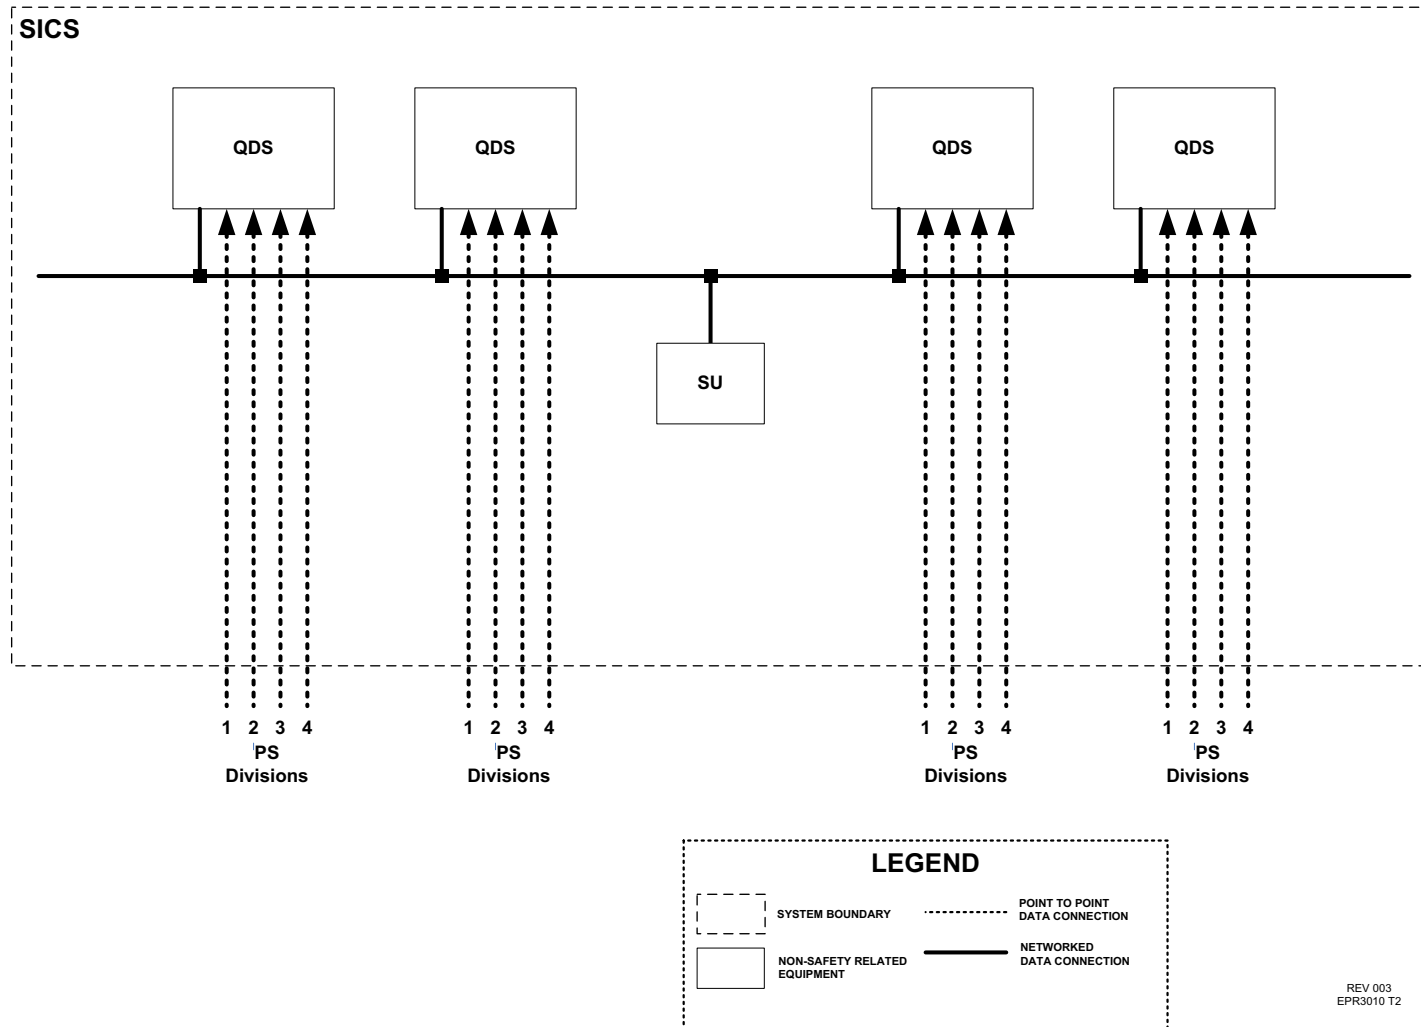 SICS
QDS QDS QDS QDS
SU
1 2 3 4 1 2 3 4 1 2 3 4 1 2 3 4
PS PS PS PS
Divisions Divisions Divisions Divisions
LEGEND
SYSTEM BOUNDARY
POINT TO POINT
DATA CONNECTION
NON-SAFETY RELATED
EQUIPMENT
NETWORKED
DATA CONNECTION
REV 003
EPR3010 T2